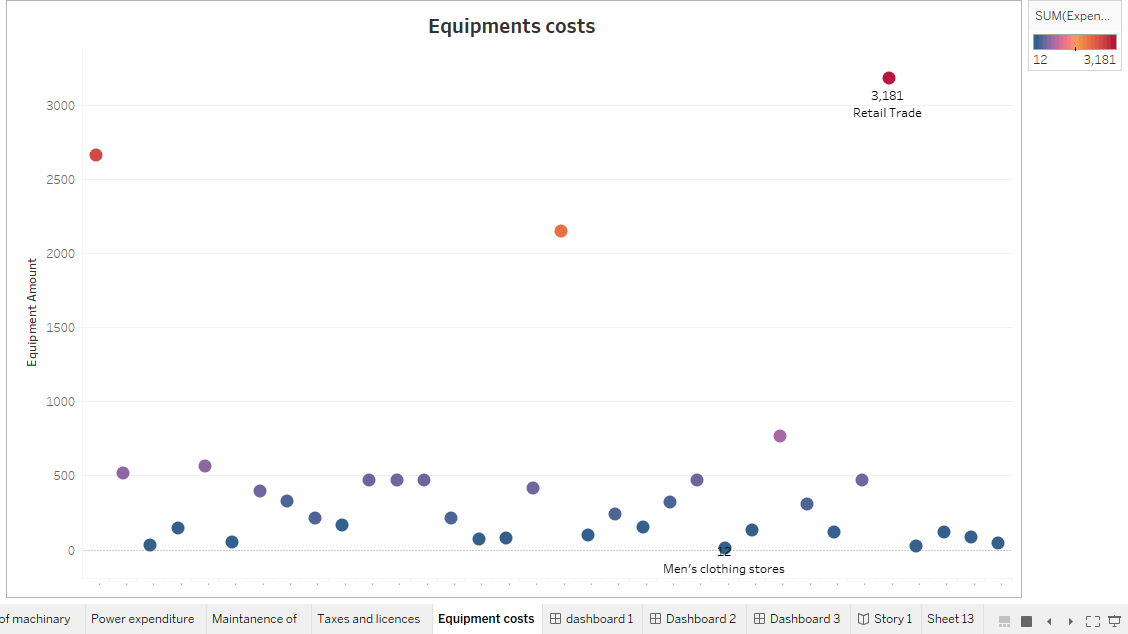 Equipments costs
SUM(Expen...
12
3,181
3000
2500
2000
1500
1000
500
0
Equipment Amount
3,181
Retail Trade
12
Men's clothing stores
of machinary
Power expenditure
Maintanence of
Taxes and licences
Equipment costs
dashboard 1
Dashboard 2
Dashboard 3
Story 1
Sheet 13